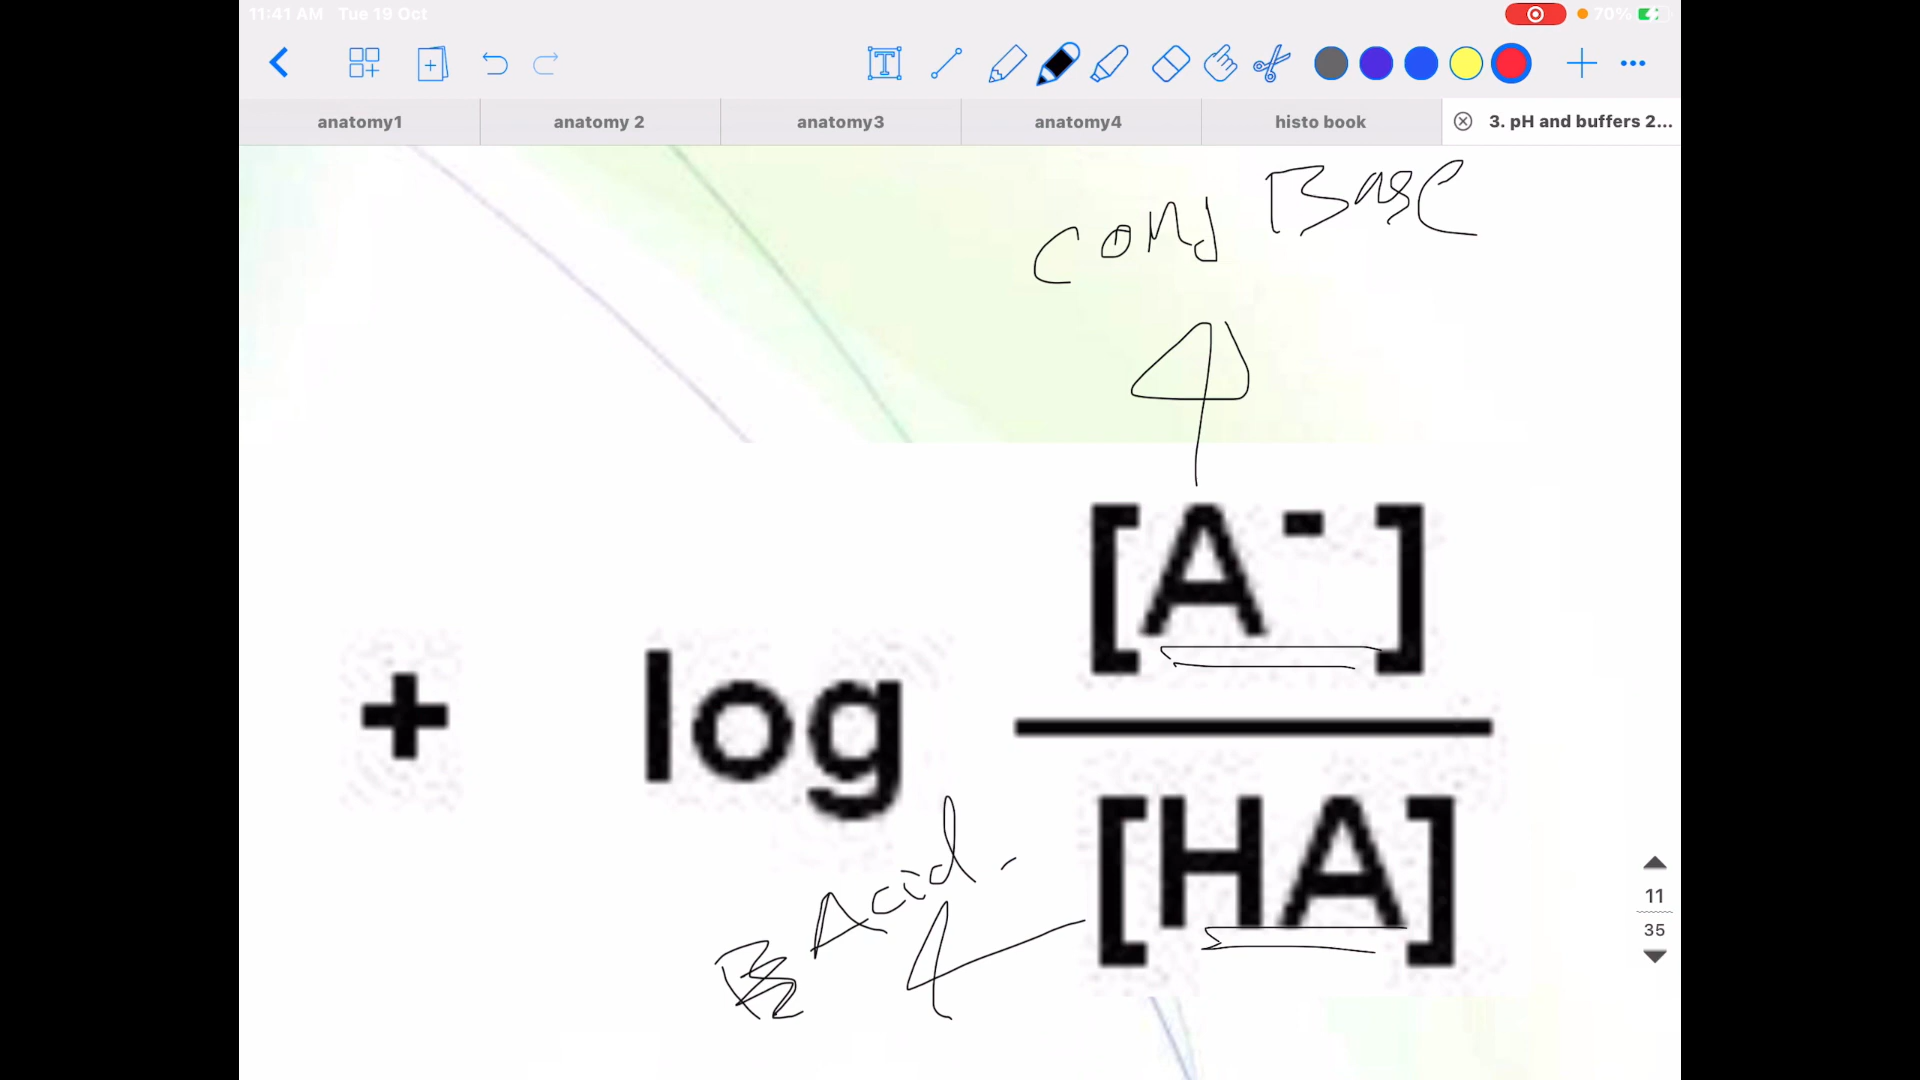 11:41 AM Tue 19 Oct
70%
T
anatomy1 anatomy 2 anatomy3 anatomy4 histo book 3. pH and buffers 2...
conj Base
[A-]
+ log
[HA]
Acid.
11
35